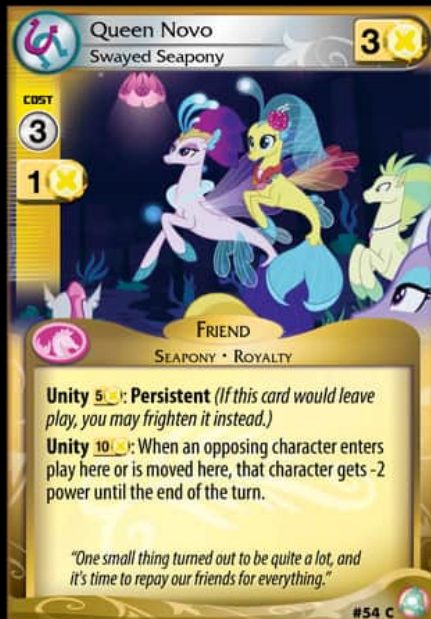 Queen Novo
Swayed Seapony
3
COST
3
1
FRIEND
SEAPONY • ROYALTY
Unity 5: Persistent (If this card would leave
play, you may frighten it instead.)
Unity 10: When an opposing character enters
play here or is moved here, that character gets -2
power until the end of the turn.
"One small thing turned out to be quite a lot, and
it's time to repay our friends for everything."
#54 C